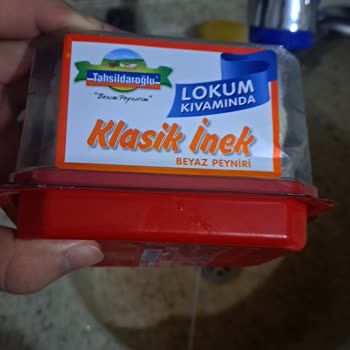 Tahsildaroğlu
"Benim Peynirim"
LOKUM
KIVAMINDA
Klasik İnek
BEYAZ PEYNİRİ